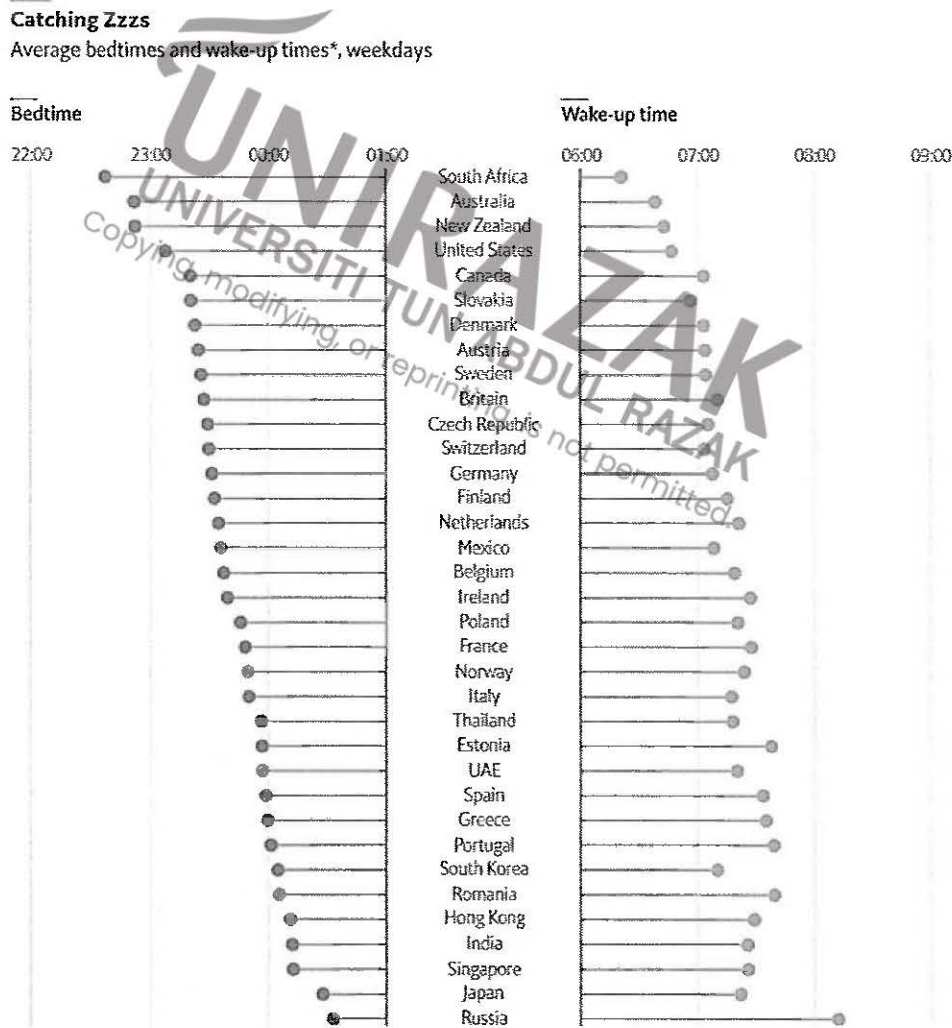 Catching Zzzs
Average bedtimes and wake-up times*, weekdays
Bedtime
Wake-up time
22:00 23:00 00:00 01:00 06:00 07:00 08:00 09:00
South Africa
Australia
New Zealand
United States
Canada
Slovakia
Denmark
Austria
Sweden
Britain
Czech Republic
Switzerland
Germany
Finland
Netherlands
Mexico
Belgium
Ireland
Poland
France
Norway
Italy
Thailand
Estonia
UAE
Spain
Greece
Portugal
South Korea
Romania
Hong Kong
India
Singapore
Japan
Russia
UNIRAZAK
UNIVERSITI TUN ABDUL RAZAK
Copying, modifying, or reprinting, is not permitted.